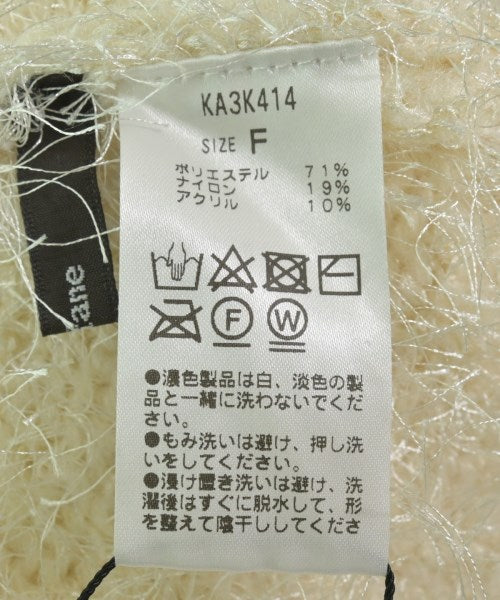 KA3K414
SIZE F
ポリエステル 71%
ナイロン 19%
アクリル 10%
F W
●濃色製品は白、淡色の製
品と一緒に洗わないでくだ
さい。
●もみ洗いは避け、押し洗
いをしてください。
●漬け置き洗いは避け、洗
濯後はすぐに脱水して、形
を整えて陰干ししてくださ
ane